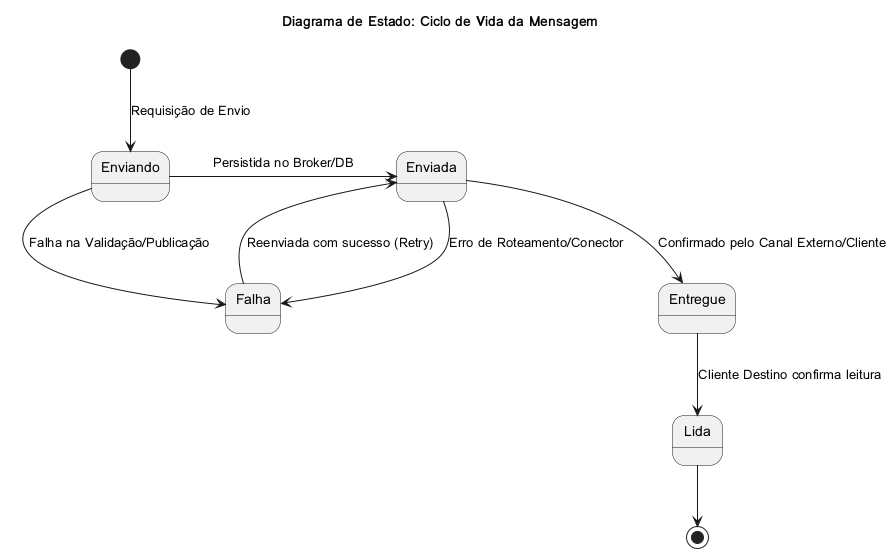 Diagrama de Estado: Ciclo de Vida da Mensagem
Requisição de Envio
Enviando
Persistida no Broker/DB
Enviada
Falha na Validação/Publicação
Reenviada com sucesso (Retry)
Erro de Roteamento/Conector
Confirmado pelo Canal Externo/Cliente
Falha
Entregue
Cliente Destino confirma leitura
Lida